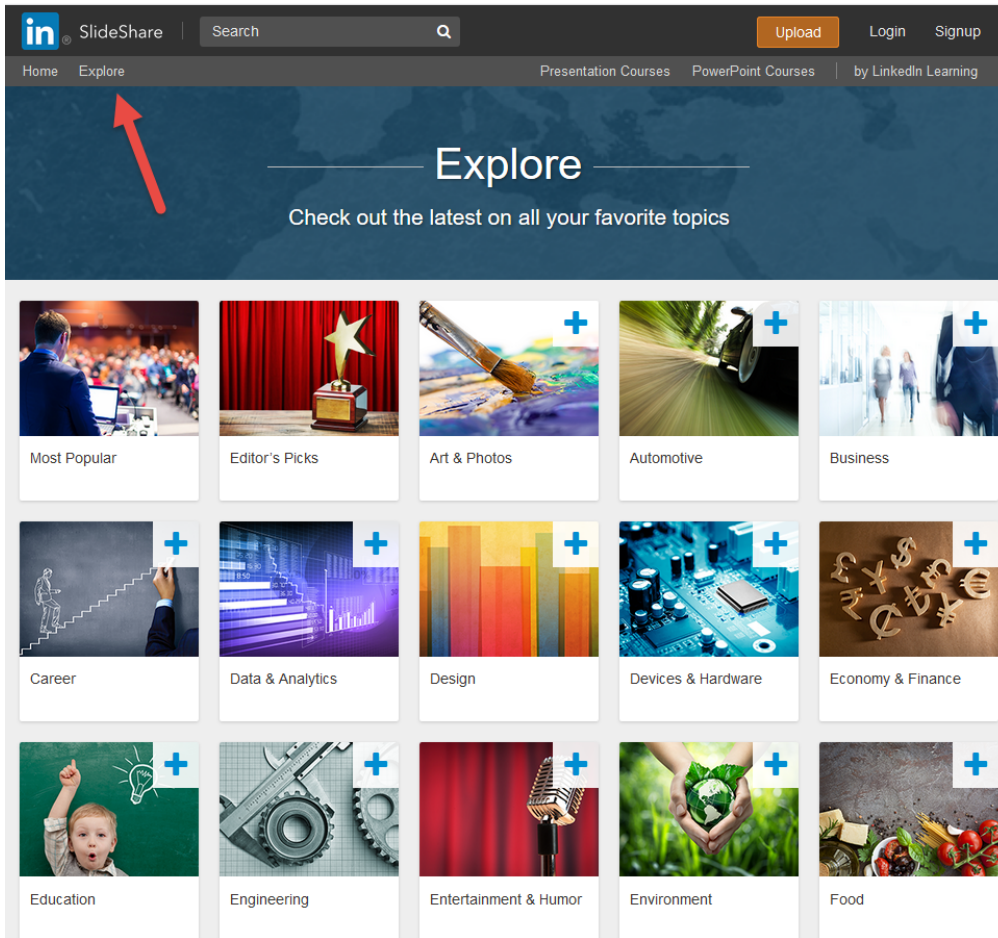 in ® SlideShare Search Upload Login Signup
Home Explore Presentation Courses PowerPoint Courses by LinkedIn Learning
Explore
Check out the latest on all your favorite topics
Most Popular Editor's Picks Art & Photos Automotive Business
Career Data & Analytics Design Devices & Hardware Economy & Finance
Education Engineering Entertainment & Humor Environment Food